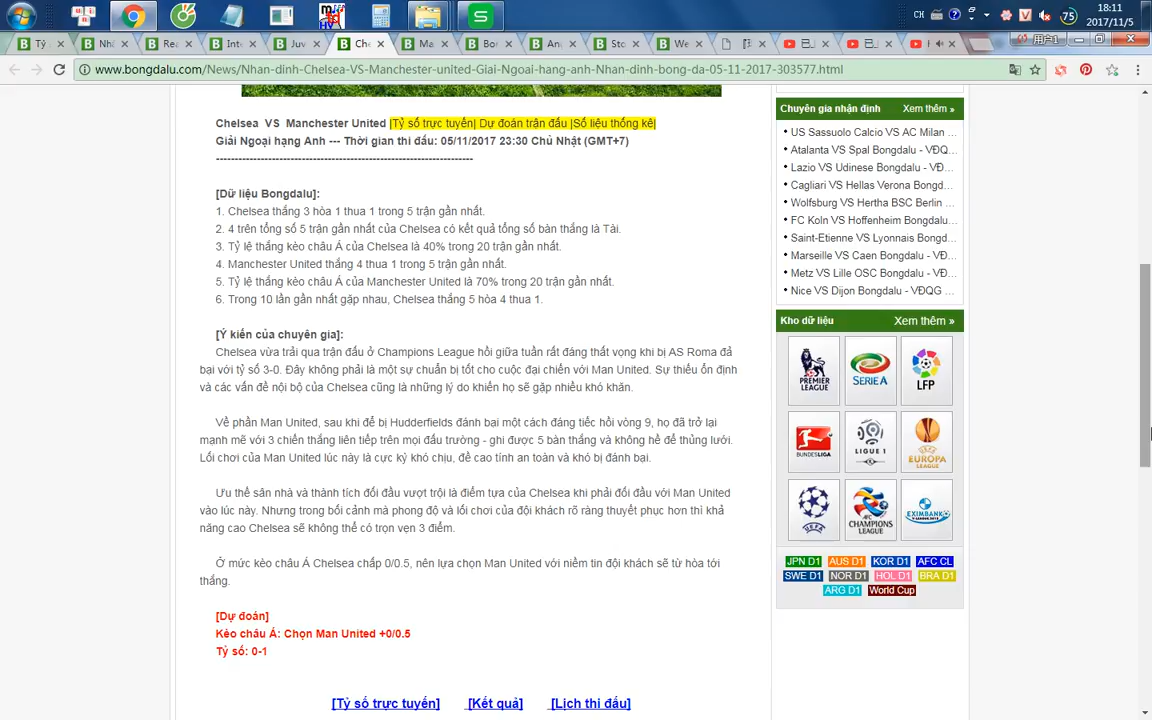 CH
75
18:11
2017/11/5
用户1
Tỷ
Nhâ
Rea
Inte
Juv
Che
Ma
Bor
Ang
Sto
We
www.bongdalu.com/News/Nhan-dinh-Chelsea-VS-Manchester-united-Giai-Ngoai-hang-anh-Nhan-dinh-bong-da-05-11-2017-303577.html
Chelsea VS Manchester United |Tỷ số trực tuyến| Dự đoán trận đấu |Số liệu thống kê|
Giải Ngoại hạng Anh --- Thời gian thi đấu: 05/11/2017 23:30 Chủ Nhật (GMT+7)
----------------------------------------------------------------
[Dữ liệu Bongdalu]:
1. Chelsea thắng 3 hòa 1 thua 1 trong 5 trận gần nhất.
2. 4 trên tổng số 5 trận gần nhất của Chelsea có kết quả tổng số bàn thắng là Tài.
3. Tỷ lệ thắng kèo châu Á của Chelsea là 40% trong 20 trận gần nhất.
4. Manchester United thắng 4 thua 1 trong 5 trận gần nhất.
5. Tỷ lệ thắng kèo châu Á của Manchester United là 70% trong 20 trận gần nhất.
6. Trong 10 lần gần nhất gặp nhau, Chelsea thắng 5 hòa 4 thua 1.
[Ý kiến của chuyên gia]:
Chelsea vừa trải qua trận đấu ở Champions League hồi giữa tuần rất đáng thất vọng khi bị AS Roma đả
bại với tỷ số 3-0. Đây không phải là một sự chuẩn bị tốt cho cuộc đại chiến với Man United. Sự thiếu ổn định
và các vấn đề nội bộ của Chelsea cũng là những lý do khiến họ sẽ gặp nhiều khó khăn.
Về phần Man United, sau khi để bị Hudderfields đánh bại một cách đáng tiếc hồi vòng 9, họ đã trở lại
mạnh mẽ với 3 chiến thắng liên tiếp trên mọi đấu trường - ghi được 5 bàn thắng và không hề để thủng lưới.
Lối chơi của Man United lúc này là cực kỳ khó chịu, đề cao tính an toàn và khó bị đánh bại.
Ưu thế sân nhà và thành tích đối đầu vượt trội là điểm tựa của Chelsea khi phải đối đầu với Man United
vào lúc này. Nhưng trong bối cảnh mà phong độ và lối chơi của đội khách rõ ràng thuyết phục hơn thì khả
năng cao Chelsea sẽ không thể có trọn vẹn 3 điểm.
Ở mức kèo châu Á Chelsea chấp 0/0.5, nên lựa chọn Man United với niềm tin đội khách sẽ từ hòa tới
thắng.
[Dự đoán]
Kèo châu Á: Chọn Man United +0/0.5
Tỷ số: 0-1
[Tỷ số trực tuyến] [Kết quả] [Lịch thi đấu]
Chuyên gia nhận định Xem thêm »
• US Sassuolo Calcio VS AC Milan ...
• Atalanta VS Spal Bongdalu - VĐQ...
• Lazio VS Udinese Bongdalu - VĐ...
• Cagliari VS Hellas Verona Bongd...
• Wolfsburg VS Hertha BSC Berlin ...
• FC Koln VS Hoffenheim Bongdalu...
• Saint-Etienne VS Lyonnais Bongd...
• Marseille VS Caen Bongdalu - VĐ...
• Metz VS Lille OSC Bongdalu - VĐ...
• Nice VS Dijon Bongdalu - VĐQG ...
Kho dữ liệu Xem thêm »
PREMIER LEAGUE
SERIE A
LFP
BUNDESLIGA
LIGUE 1
EUROPA LEAGUE
UEFA
AFC CHAMPIONS LEAGUE
EXIMBANK
JPN D1 AUS D1 KOR D1 AFC CL
SWE D1 NOR D1 HOL D1 BRA D1
ARG D1 World Cup